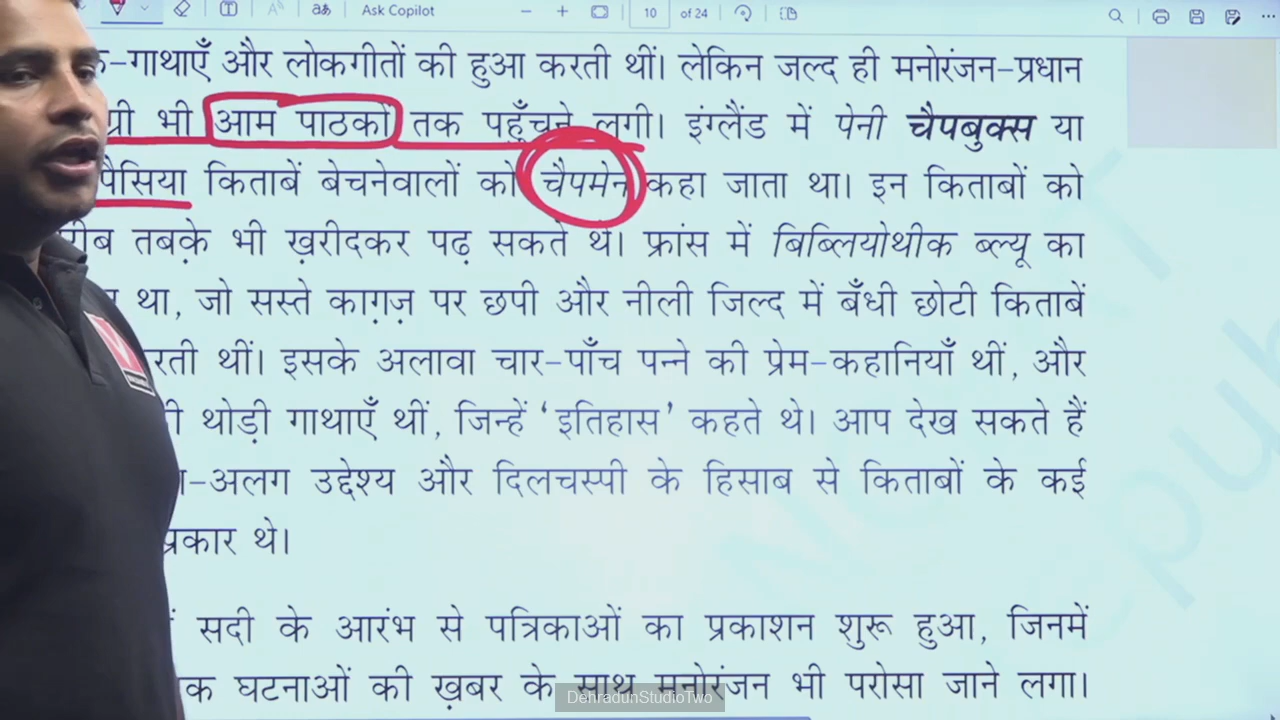 Ask Copilot
10 of 24
क-गाथाएँ और लोकगीतों की हुआ करती थीं। लेकिन जल्द ही मनोरंजन-प्रधान
ग्री भी आम पाठकों तक पहुँचने लगी। इंग्लैंड में पेनी चैपबुक्स या
पैसिया किताबें बेचनेवालों को चैपमेन कहा जाता था। इन किताबों को
रीब तबक़े भी ख़रीदकर पढ़ सकते थे। फ्रांस में बिब्लियोथीक ब्ल्यू का
था, जो सस्ते काग़ज़ पर छपी और नीली जिल्द में बँधी छोटी किताबें
रती थीं। इसके अलावा चार-पाँच पन्ने की प्रेम-कहानियाँ थीं, और
थोड़ी गाथाएँ थीं, जिन्हें 'इतिहास' कहते थे। आप देख सकते हैं
ग-अलग उद्देश्य और दिलचस्पी के हिसाब से किताबों के कई
प्रकार थे।
सदी के आरंभ से पत्रिकाओं का प्रकाशन शुरू हुआ, जिनमें
क घटनाओं की ख़बर के साथ मनोरंजन भी परोसा जाने लगा।
DehradunStudioTwo